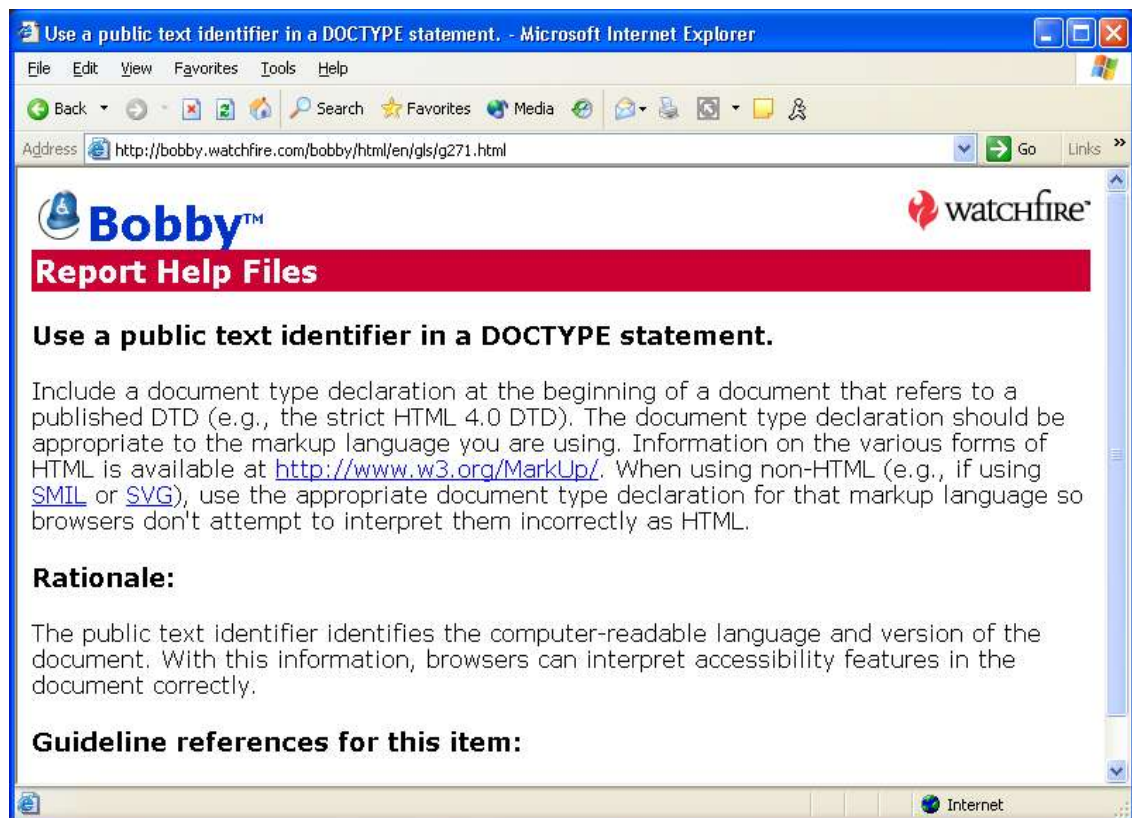 Use a public text identifier in a DOCTYPE statement. - Microsoft Internet Explorer
File Edit View Favorites Tools Help
Back Search Favorites Media
Address http://bobby.watchfire.com/bobby/html/en/gls/g271.html Go Links »
Bobby™ watchfire™
Report Help Files
Use a public text identifier in a DOCTYPE statement.
Include a document type declaration at the beginning of a document that refers to a
published DTD (e.g., the strict HTML 4.0 DTD). The document type declaration should be
appropriate to the markup language you are using. Information on the various forms of
HTML is available at http://www.w3.org/MarkUp/. When using non-HTML (e.g., if using
SMIL or SVG), use the appropriate document type declaration for that markup language so
browsers don't attempt to interpret them incorrectly as HTML.
Rationale:
The public text identifier identifies the computer-readable language and version of the
document. With this information, browsers can interpret accessibility features in the
document correctly.
Guideline references for this item:
Internet